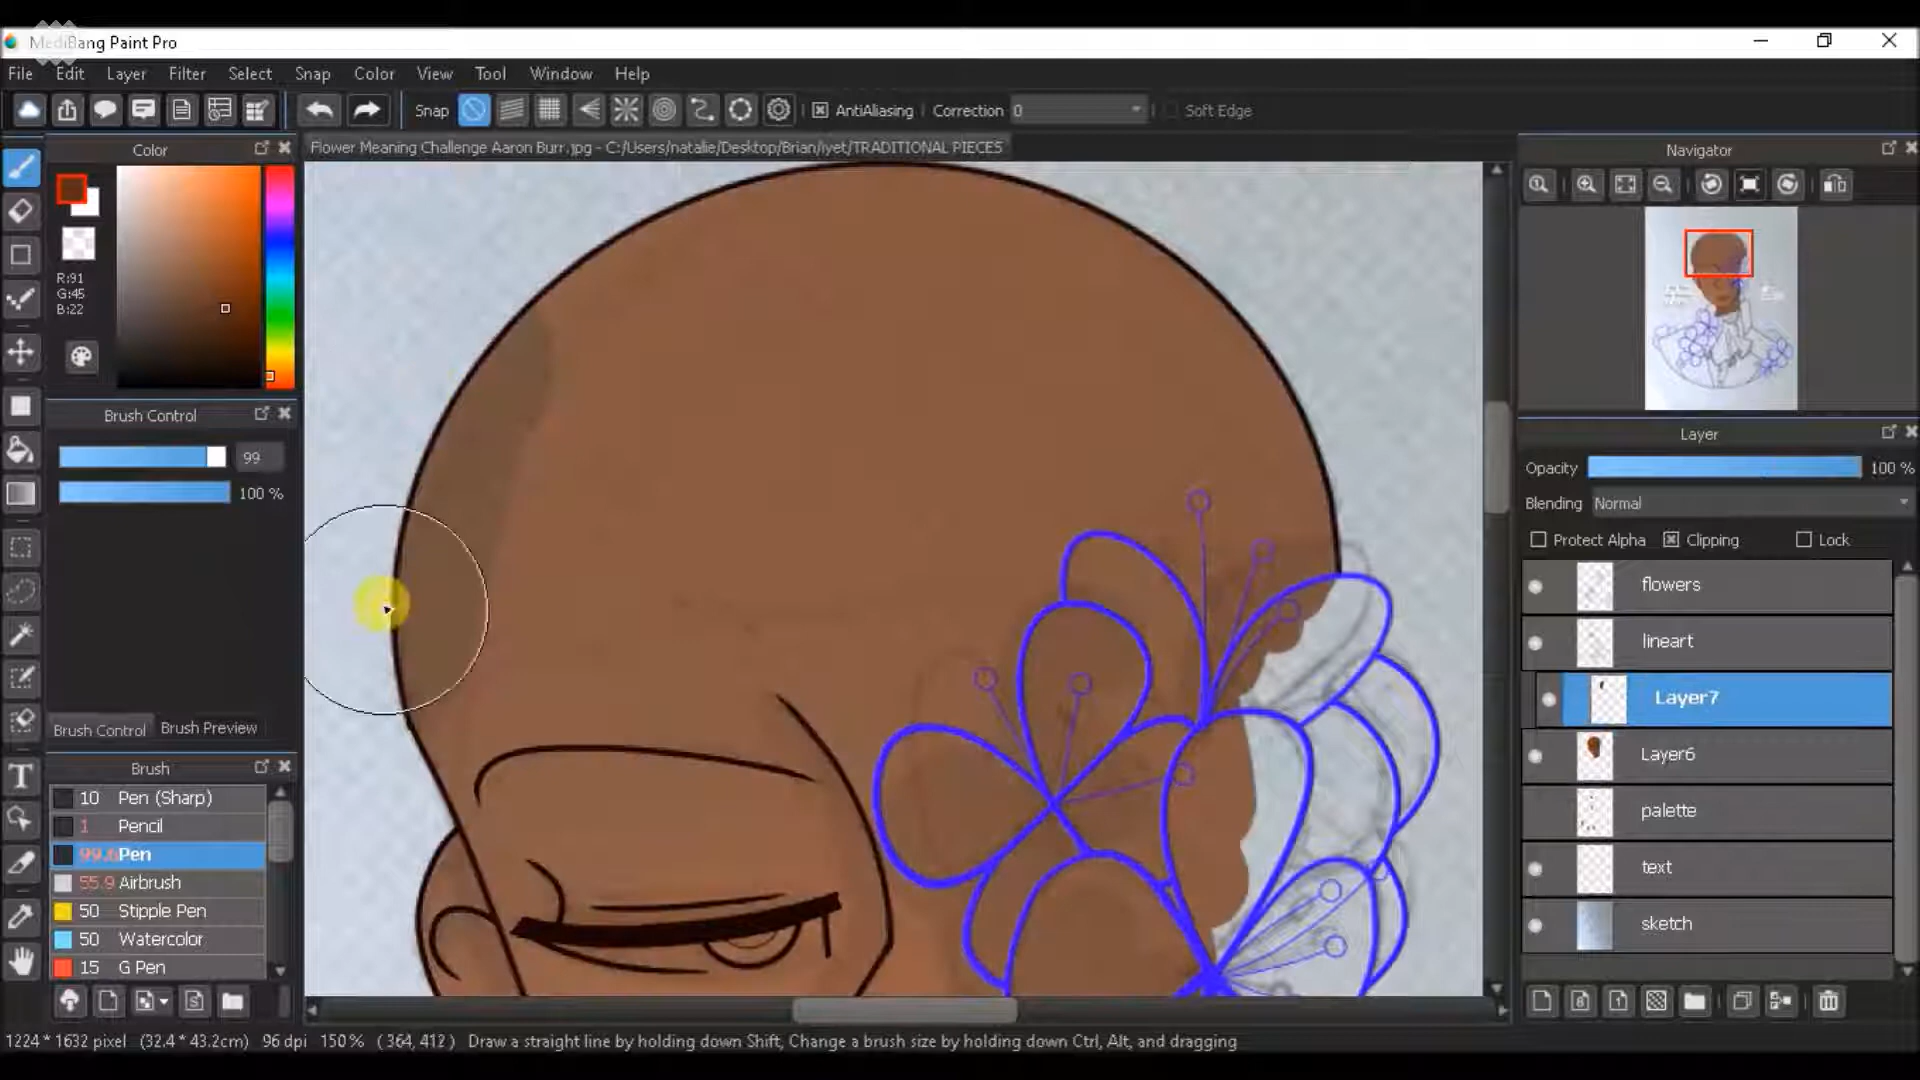 MediBang Paint Pro
File Edit Layer Filter Select Snap Color View Tool Window Help
Snap AntiAliasing Correction 0 Soft Edge
Color
Flower Meaning Challenge Aaron Burr.jpg - C:/Users/natalie/Desktop/Brian/iyet/TRADITIONAL PIECES
Navigator
R:91
G:45
B:22
Brush Control
99
100 %
Brush Control Brush Preview
Brush
10 Pen (Sharp)
1 Pencil
99.6 Pen
55.9 Airbrush
50 Stipple Pen
50 Watercolor
15 G Pen
Layer
Opacity 100 %
Blending Normal
Protect Alpha Clipping Lock
flowers
lineart
Layer7
Layer6
palette
text
sketch
1224 * 1632 pixel (32.4 * 43.2cm) 96 dpi 150 % ( 364, 412 ) Draw a straight line by holding down Shift, Change a brush size by holding down Ctrl, Alt, and dragging